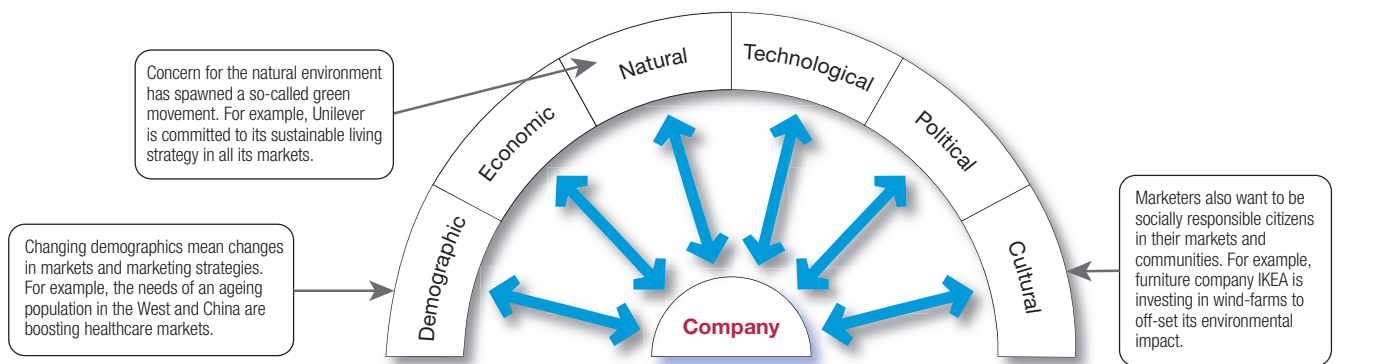 Concern for the natural environment
has spawned a so-called green
movement. For example, Unilever
is committed to its sustainable living
strategy in all its markets.
Changing demographics mean changes
in markets and marketing strategies.
For example, the needs of an ageing
population in the West and China are
boosting healthcare markets.
Demographic
Economic
Natural
Technological
Political
Cultural
Company
Marketers also want to be
socially responsible citizens
in their markets and
communities. For example,
furniture company IKEA is
investing in wind-farms to
off-set its environmental
impact.